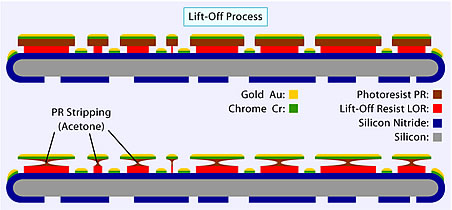 Lift-Off Process
Gold Au:
Chrome Cr:
Photoresist PR:
Lift-Off Resist LOR:
Silicon Nitride:
Silicon:
PR Stripping
(Acetone)